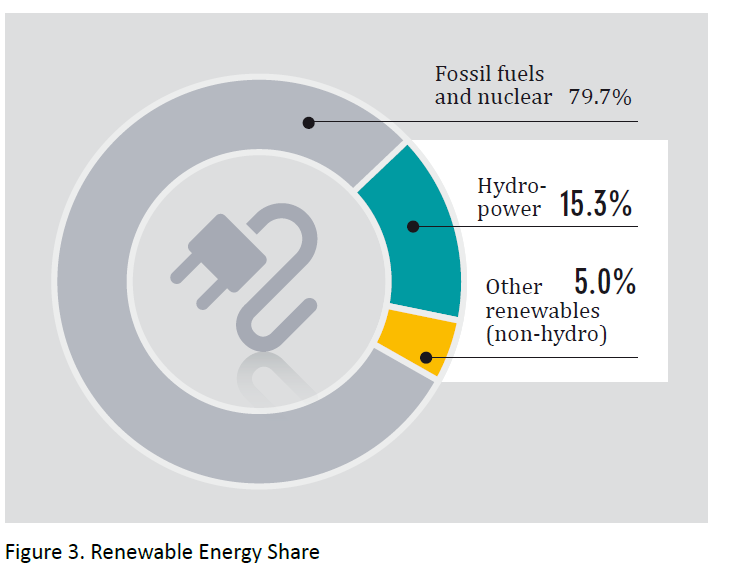 Fossil fuels
and nuclear 79.7%
Hydro-
power 15.3%
Other 5.0%
renewables
(non-hydro)
Figure 3. Renewable Energy Share